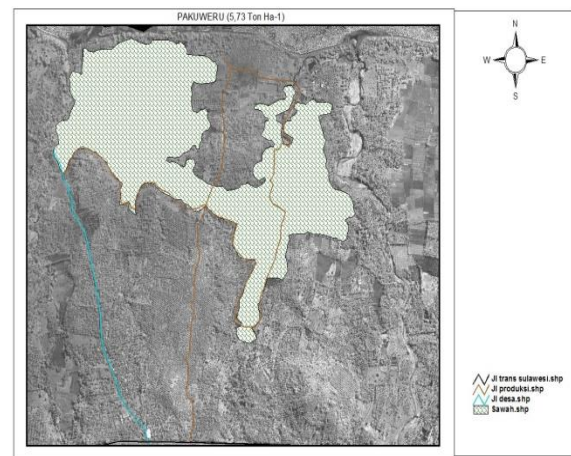 PAKUWERU (5,73 Ton Ha-1)
N
W E
S
Jl trans sulawesi.shp
Jl produksi.shp
Jl desa.shp
Sawah.shp